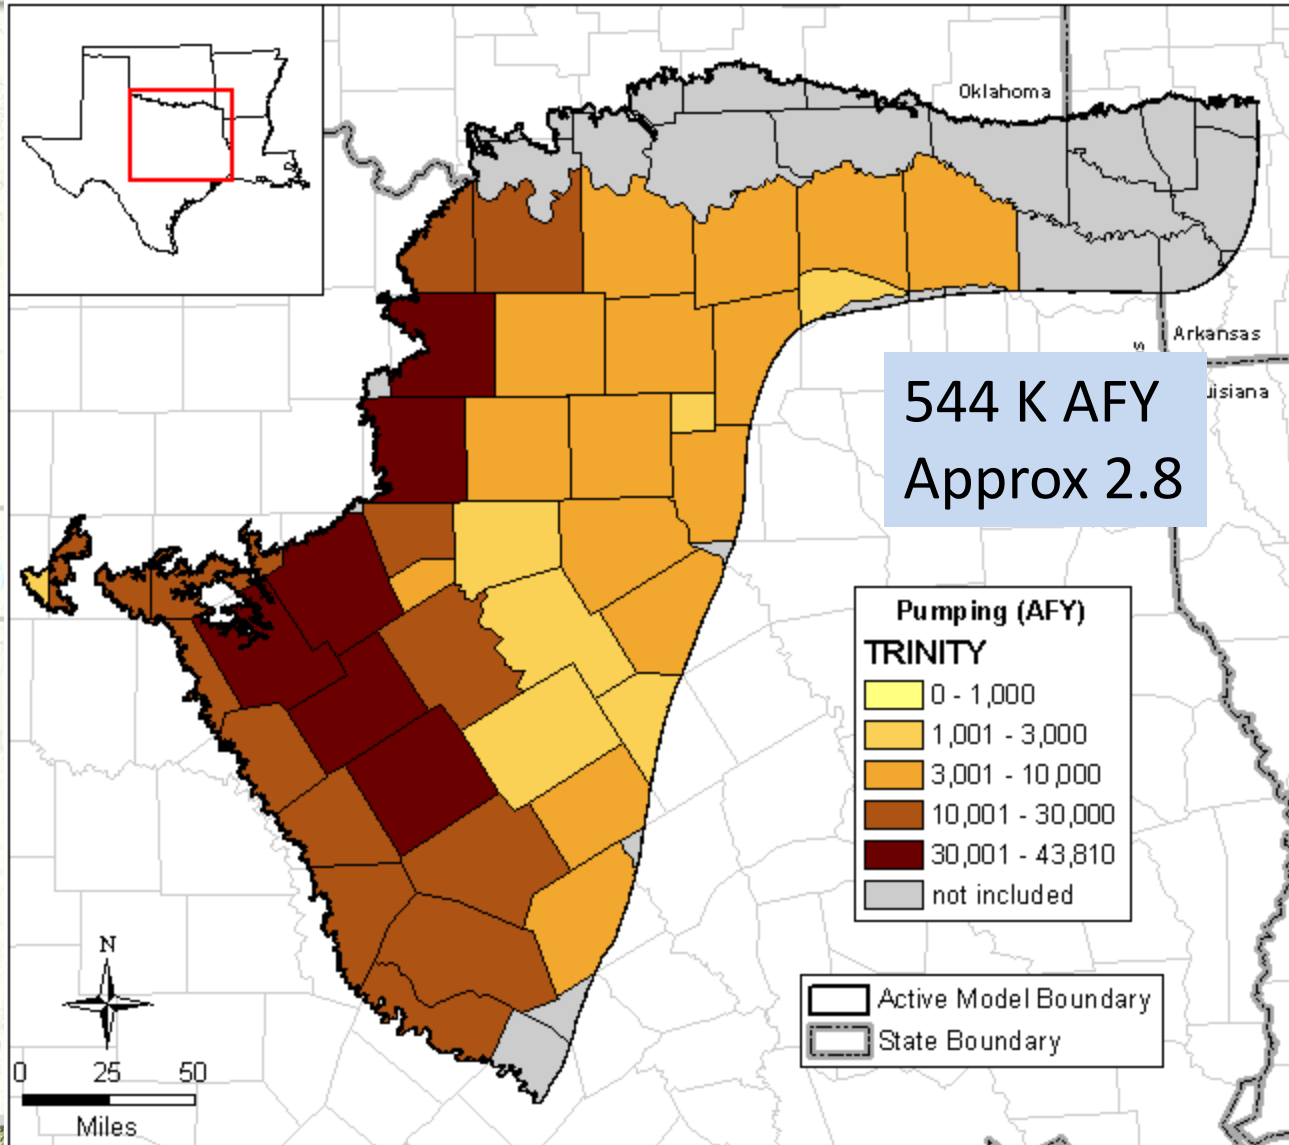 Oklahoma
Arkansas
uisiana
s
544 K AFY
Approx 2.8
Pumping (AFY)
TRINITY
0 - 1,000
1,001 - 3,000
3,001 - 10,000
10,001 - 30,000
30,001 - 43,810
not included
N
0 25 50
Miles
Active Model Boundary
State Boundary